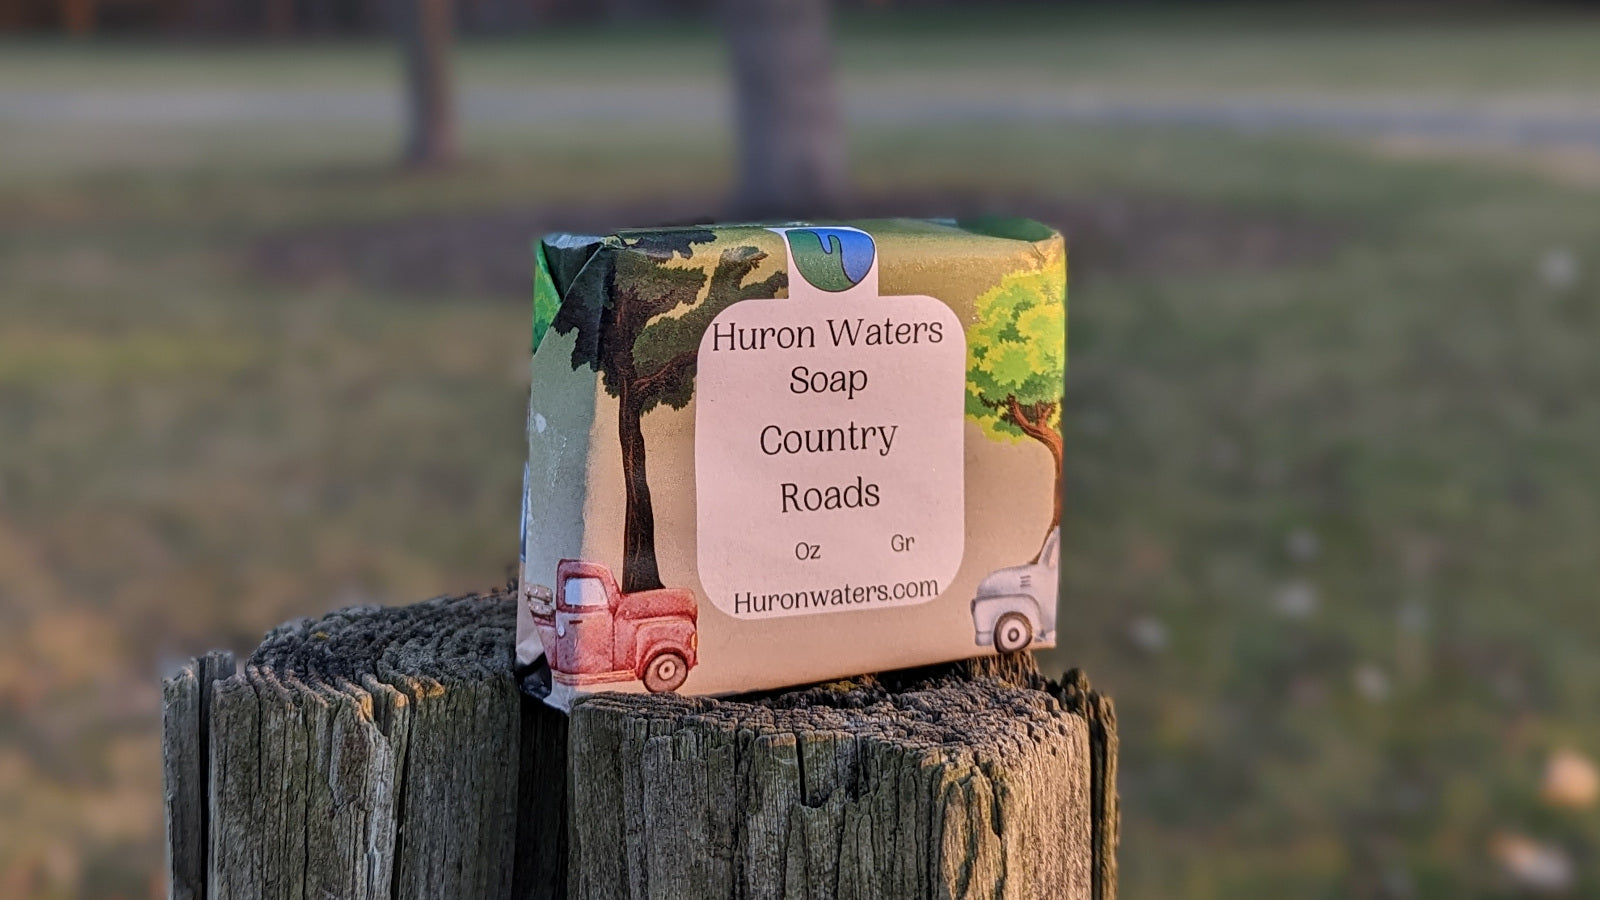 Huron Waters
Soap
Country
Roads
Oz Gr
Huronwaters.com